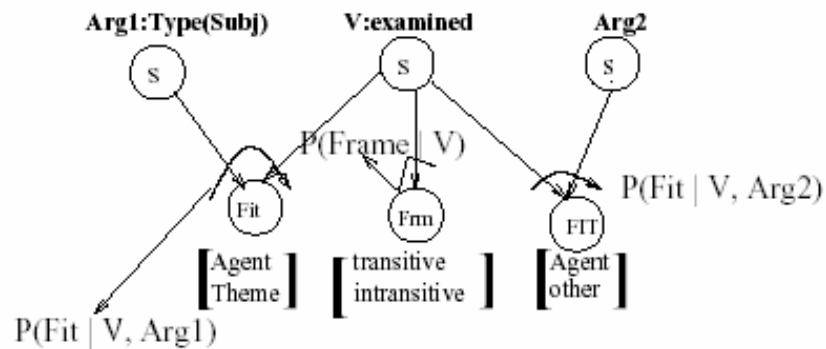 Arg1:Type(Subj) V:examined Arg2
S S S
P(Frame | V)
P(Fit | V, Arg2)
Fit Frm FIT
[Agent Theme] [transitive intransitive] [Agent other]
P(Fit | V, Arg1)